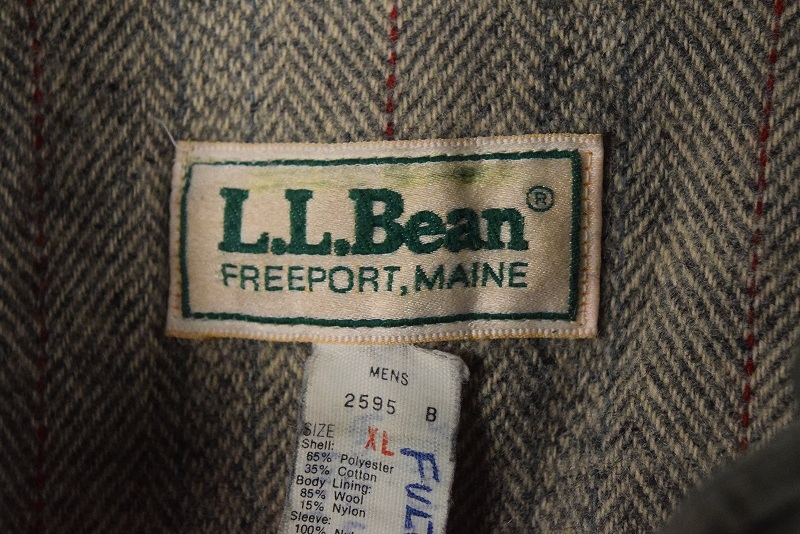 L.L.Bean®
FREEPORT, MAINE
MENS
2595 B
SIZE XL
Shell:
65% Polyester
35% Cotton
Body Lining:
85% Wool
15% Nylon
Sleeve:
100%